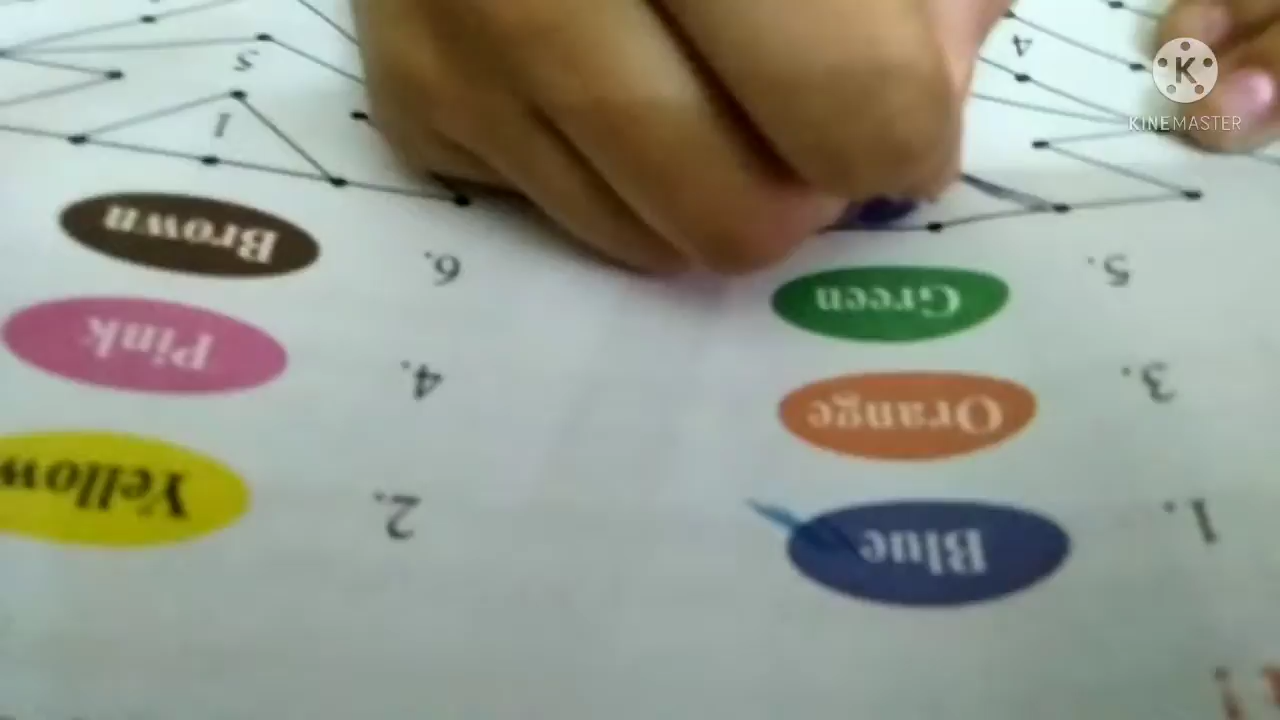 1. Blue 2. Yellow
3. Orange 4. Pink
5. Green 6. Brown
1
4
5
K
KINEMASTER